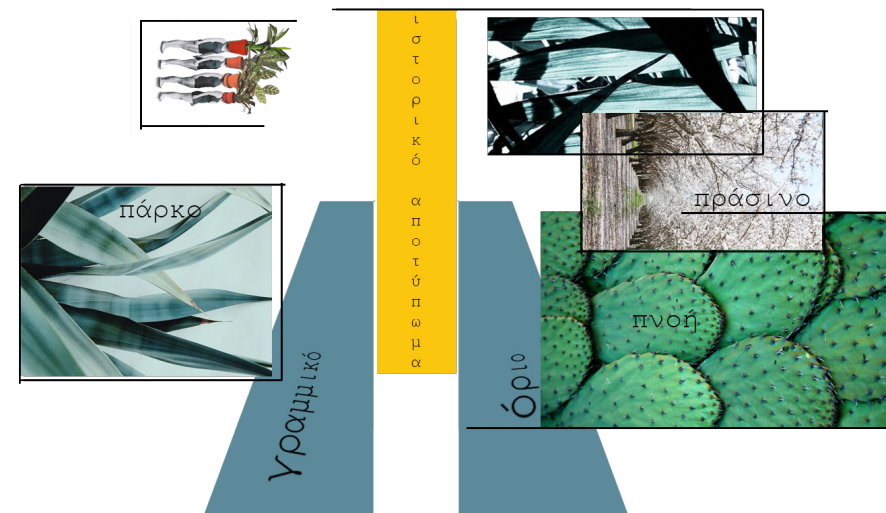 ιστορικό αποτύπωμα
πάρκο
πράσινο
πνοή
γραμμικό
όριο